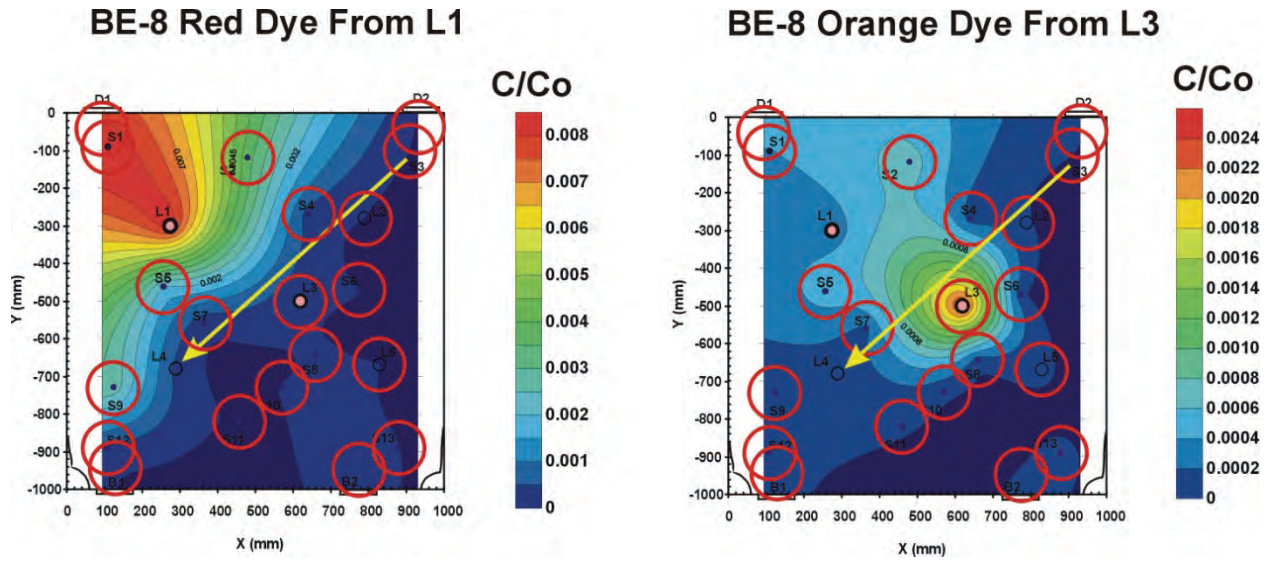 BE-8 Red Dye From L1
BE-8 Orange Dye From L3
C/Co
C/Co
D1
D2
S1
S3
L1
S4
L2
S5
L3
S6
S7
L4
S8
L5
S9
B1
B2
0.007
0.002
0.002
0
-100
-200
-300
-400
-500
-600
-700
-800
-900
-1000
Y (mm)
0 100 200 300 400 500 600 700 800 900 1000
X (mm)
0.008
0.007
0.006
0.005
0.004
0.003
0.002
0.001
0
D1
D2
S1
S2
S3
L1
S4
L2
S5
L3
S6
S7
L4
S8
L5
S9
S11
B1
B2
0.0008
0.0008
0
-100
-200
-300
-400
-500
-600
-700
-800
-900
-1000
Y (mm)
0 100 200 300 400 500 600 700 800 900 1000
X (mm)
0.0024
0.0022
0.0020
0.0018
0.0016
0.0014
0.0012
0.0010
0.0008
0.0006
0.0004
0.0002
0